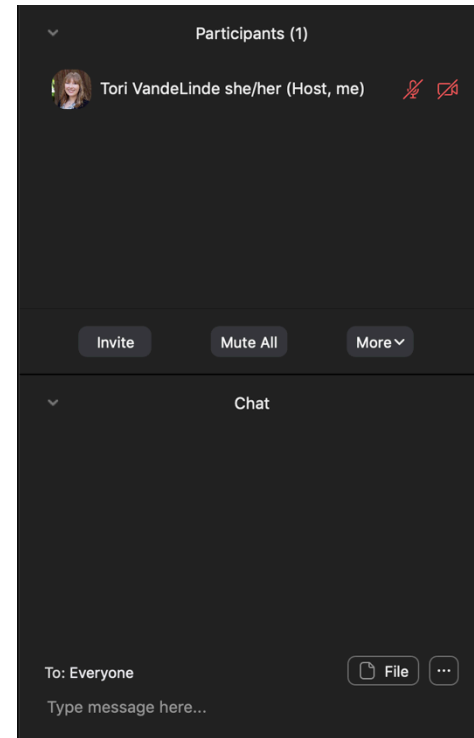 Participants (1)
Tori VandeLinde she/her (Host, me)
Invite Mute All More
Chat
To: Everyone File ...
Type message here...